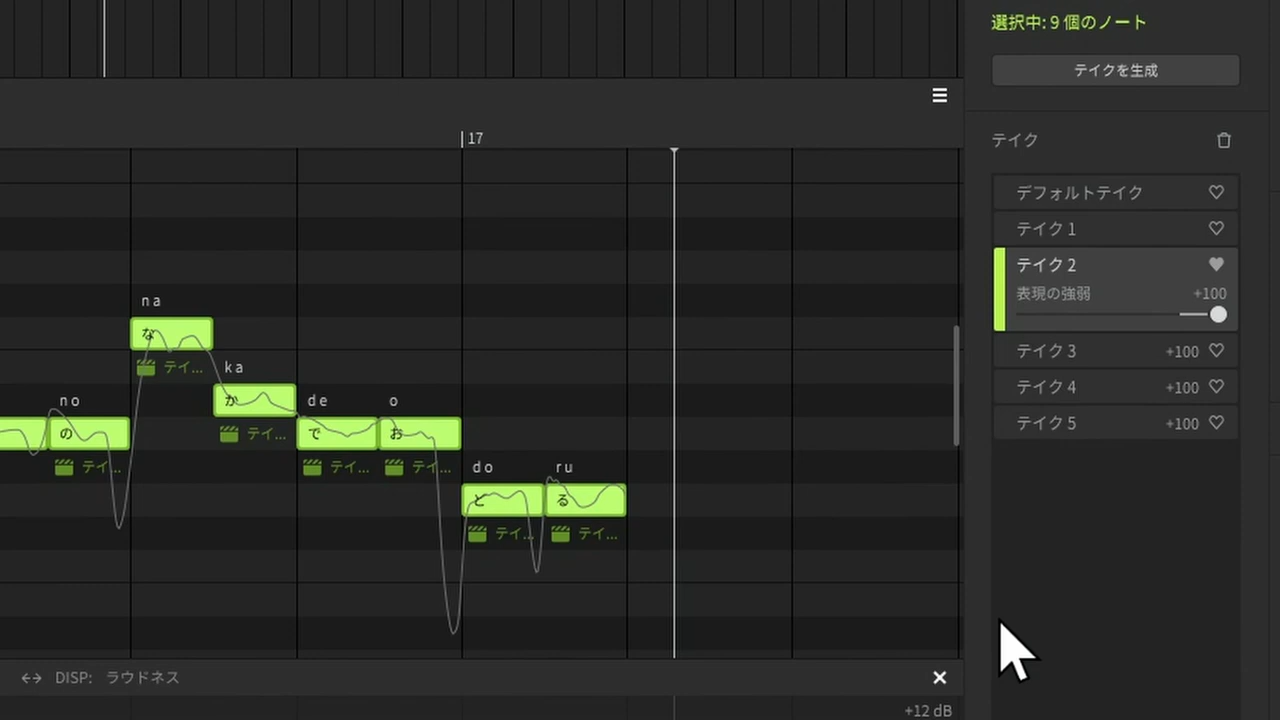 選択中: 9 個のノート
テイクを生成
17
テイク
デフォルトテイク
テイク 1
テイク 2
表現の強弱 +100
テイク 3 +100
テイク 4 +100
テイク 5 +100
na
な
テイ...
ka
か
テイ...
no
の
テイ...
de
で
テイ...
o
お
テイ...
do
ど
テイ...
ru
る
テイ...
DISP: ラウドネス
+12 dB